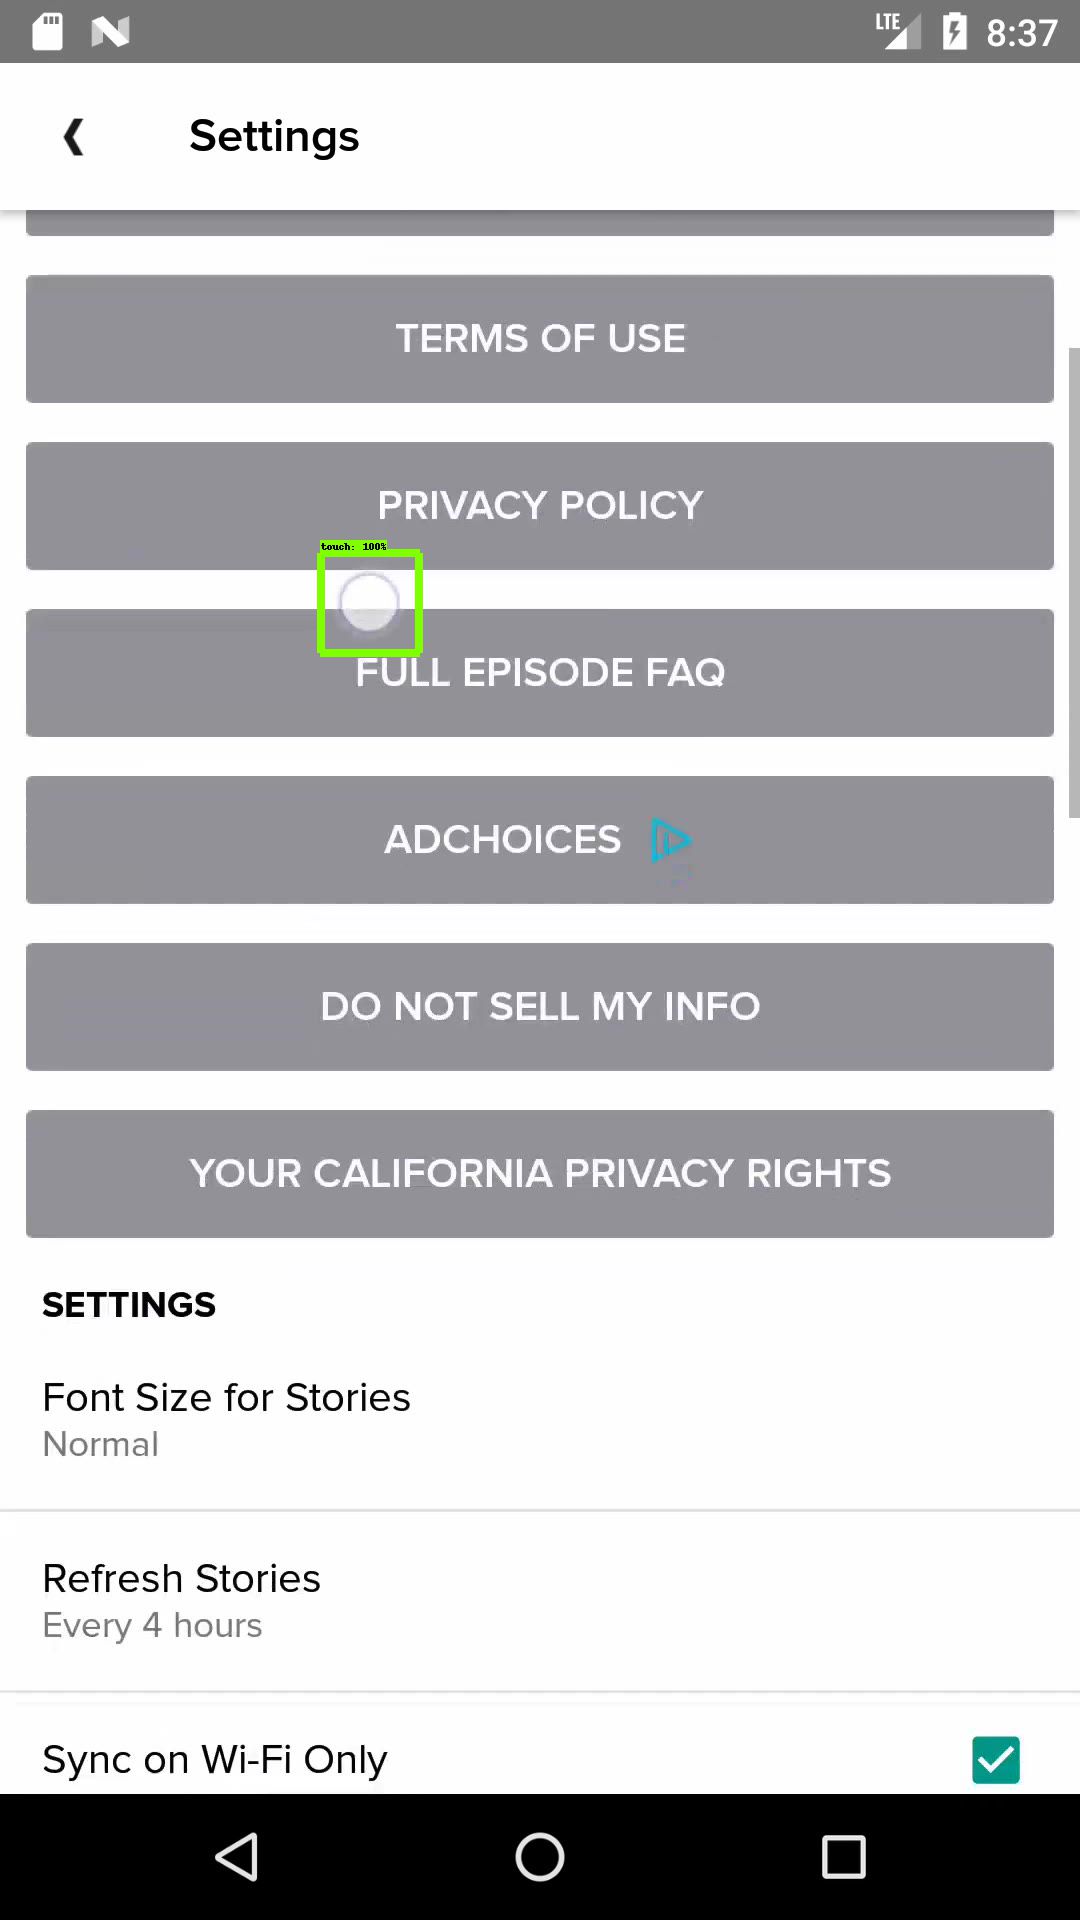 LTE 8:37
Settings
TERMS OF USE
PRIVACY POLICY
touch: 100%
FULL EPISODE FAQ
ADCHOICES
DO NOT SELL MY INFO
YOUR CALIFORNIA PRIVACY RIGHTS
SETTINGS
Font Size for Stories
Normal
Refresh Stories
Every 4 hours
Sync on Wi-Fi Only